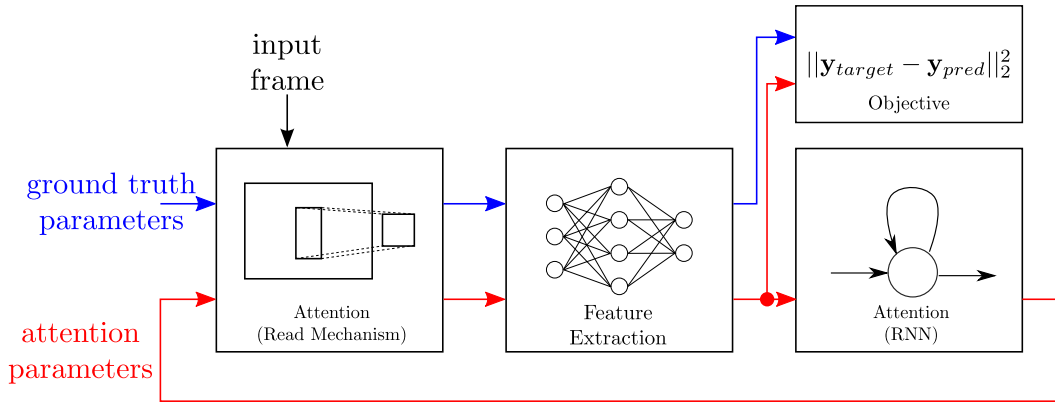 input
frame
||y_target − y_pred||₂²
Objective
ground truth
parameters
Attention
(Read Mechanism)
Feature
Extraction
Attention
(RNN)
attention
parameters